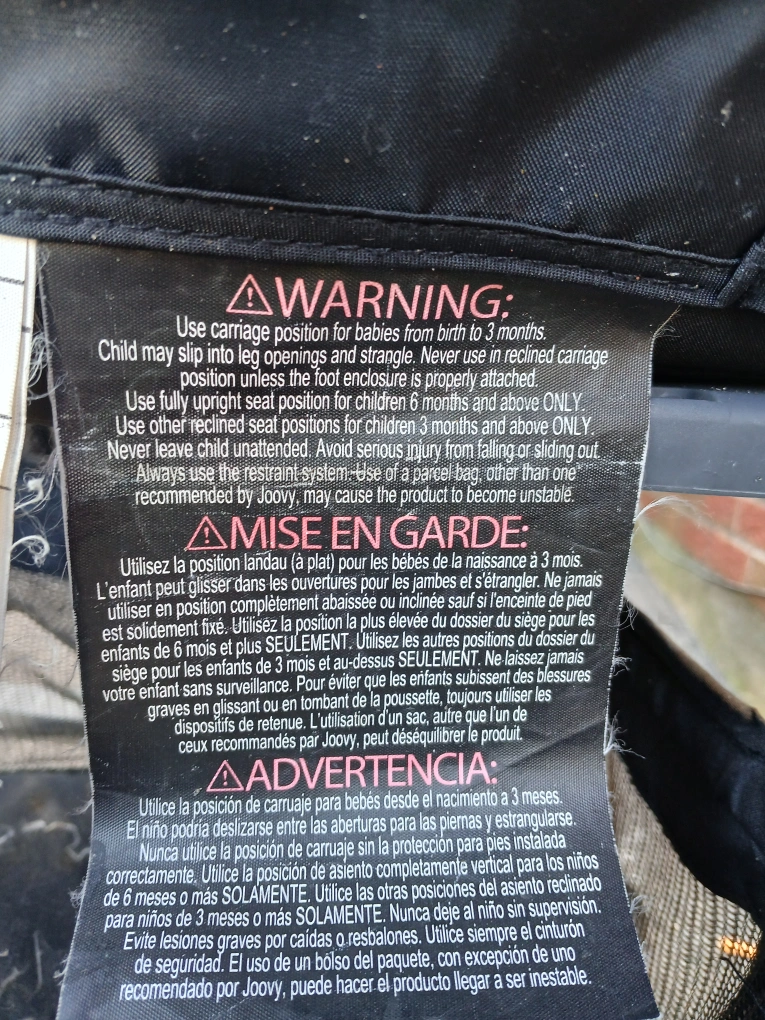 ⚠WARNING:
Use carriage position for babies from birth to 3 months.
Child may slip into leg openings and strangle. Never use in reclined carriage
position unless the foot enclosure is properly attached.
Use fully upright seat position for children 6 months and above ONLY.
Use other reclined seat positions for children 3 months and above ONLY.
Never leave child unattended. Avoid serious injury from falling or sliding out.
Always use the restraint system. Use of a parcel bag, other than one
recommended by Joovy, may cause the product to become unstable.
⚠MISE EN GARDE:
Utilisez la position landau (à plat) pour les bébés de la naissance à 3 mois.
L'enfant peut glisser dans les ouvertures pour les jambes et s'étrangler. Ne jamais
utiliser en position complètement abaissée ou inclinée sauf si l'enceinte de pied
est solidement fixé. Utilisez la position la plus élevée du dossier du siège pour les
enfants de 6 mois et plus SEULEMENT. Utilisez les autres positions du dossier du
siège pour les enfants de 3 mois et au-dessus SEULEMENT. Ne laissez jamais
votre enfant sans surveillance. Pour éviter que les enfants subissent des blessures
graves en glissant ou en tombant de la poussette, toujours utiliser les
dispositifs de retenue. L'utilisation d'un sac, autre que l'un de
ceux recommandés par Joovy, peut déséquilibrer le produit.
⚠ADVERTENCIA:
Utilice la posición de carruaje para bebés desde el nacimiento a 3 meses.
El niño podría deslizarse entre las aberturas para las piernas y estrangularse.
Nunca utilice la posición de carruaje sin la protección para pies instalada
correctamente. Utilice la posición de asiento completamente vertical para los niños
de 6 meses o más SOLAMENTE. Utilice las otras posiciones del asiento reclinado
para niños de 3 meses o más SOLAMENTE. Nunca deje al niño sin supervisión.
Evite lesiones graves por caídas o resbalones. Utilice siempre el cinturón
de seguridad. El uso de un bolso del paquete, con excepción de uno
recomendado por Joovy, puede hacer el producto llegar a ser inestable.